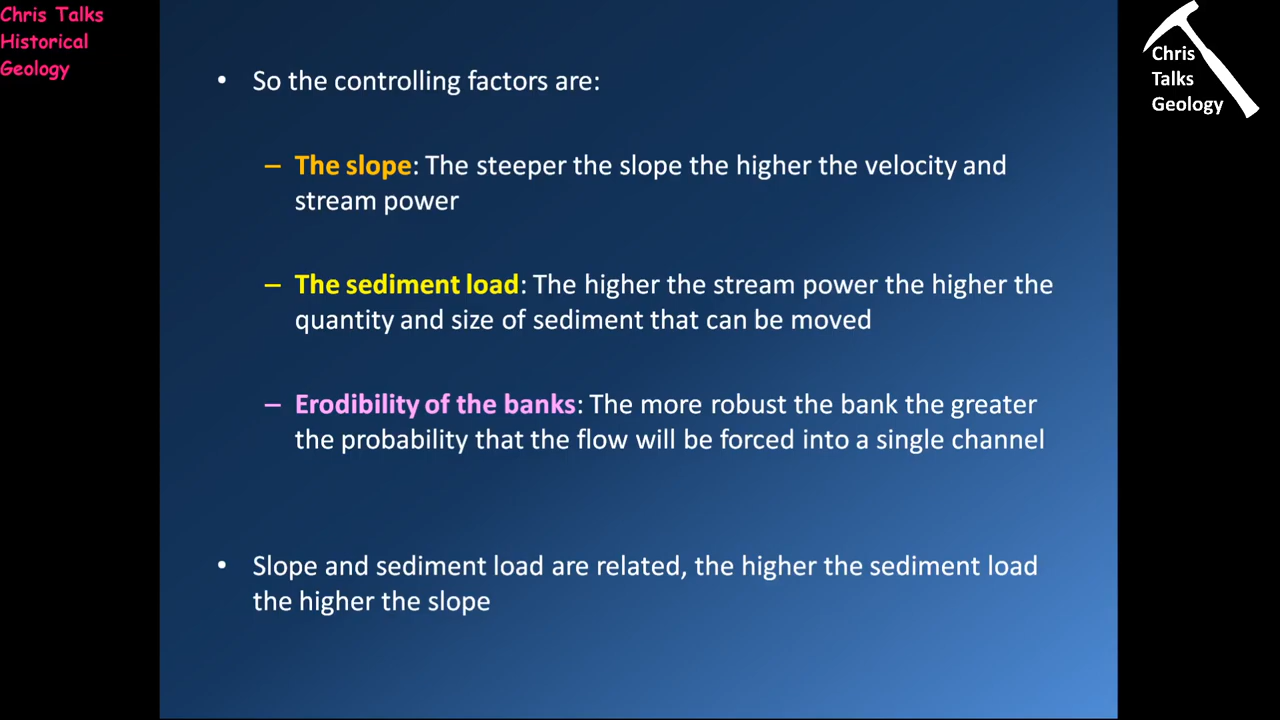 Chris Talks
Historical
Geology
Chris
Talks
Geology
• So the controlling factors are:
– The slope: The steeper the slope the higher the velocity and
stream power
– The sediment load: The higher the stream power the higher the
quantity and size of sediment that can be moved
– Erodibility of the banks: The more robust the bank the greater
the probability that the flow will be forced into a single channel
• Slope and sediment load are related, the higher the sediment load
the higher the slope